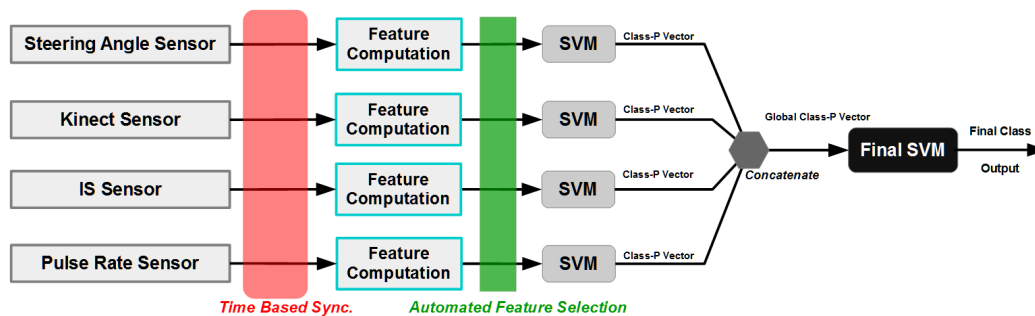 Steering Angle Sensor
Feature
Computation
SVM
Class-P Vector
Kinect Sensor
Feature
Computation
SVM
Class-P Vector
IS Sensor
Feature
Computation
SVM
Class-P Vector
Pulse Rate Sensor
Feature
Computation
SVM
Class-P Vector
Time Based Sync.
Automated Feature Selection
Concatenate
Global Class-P Vector
Final SVM
Final Class
Output